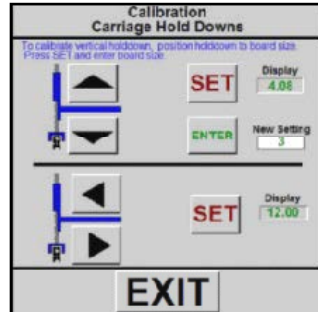 Calibration
Carriage Hold Downs
To calibrate vertical holddown, position holddown to board size.
Press SET and enter board size.
SET
Display
4.08
ENTER
New Setting
3
SET
Display
12.00
EXIT